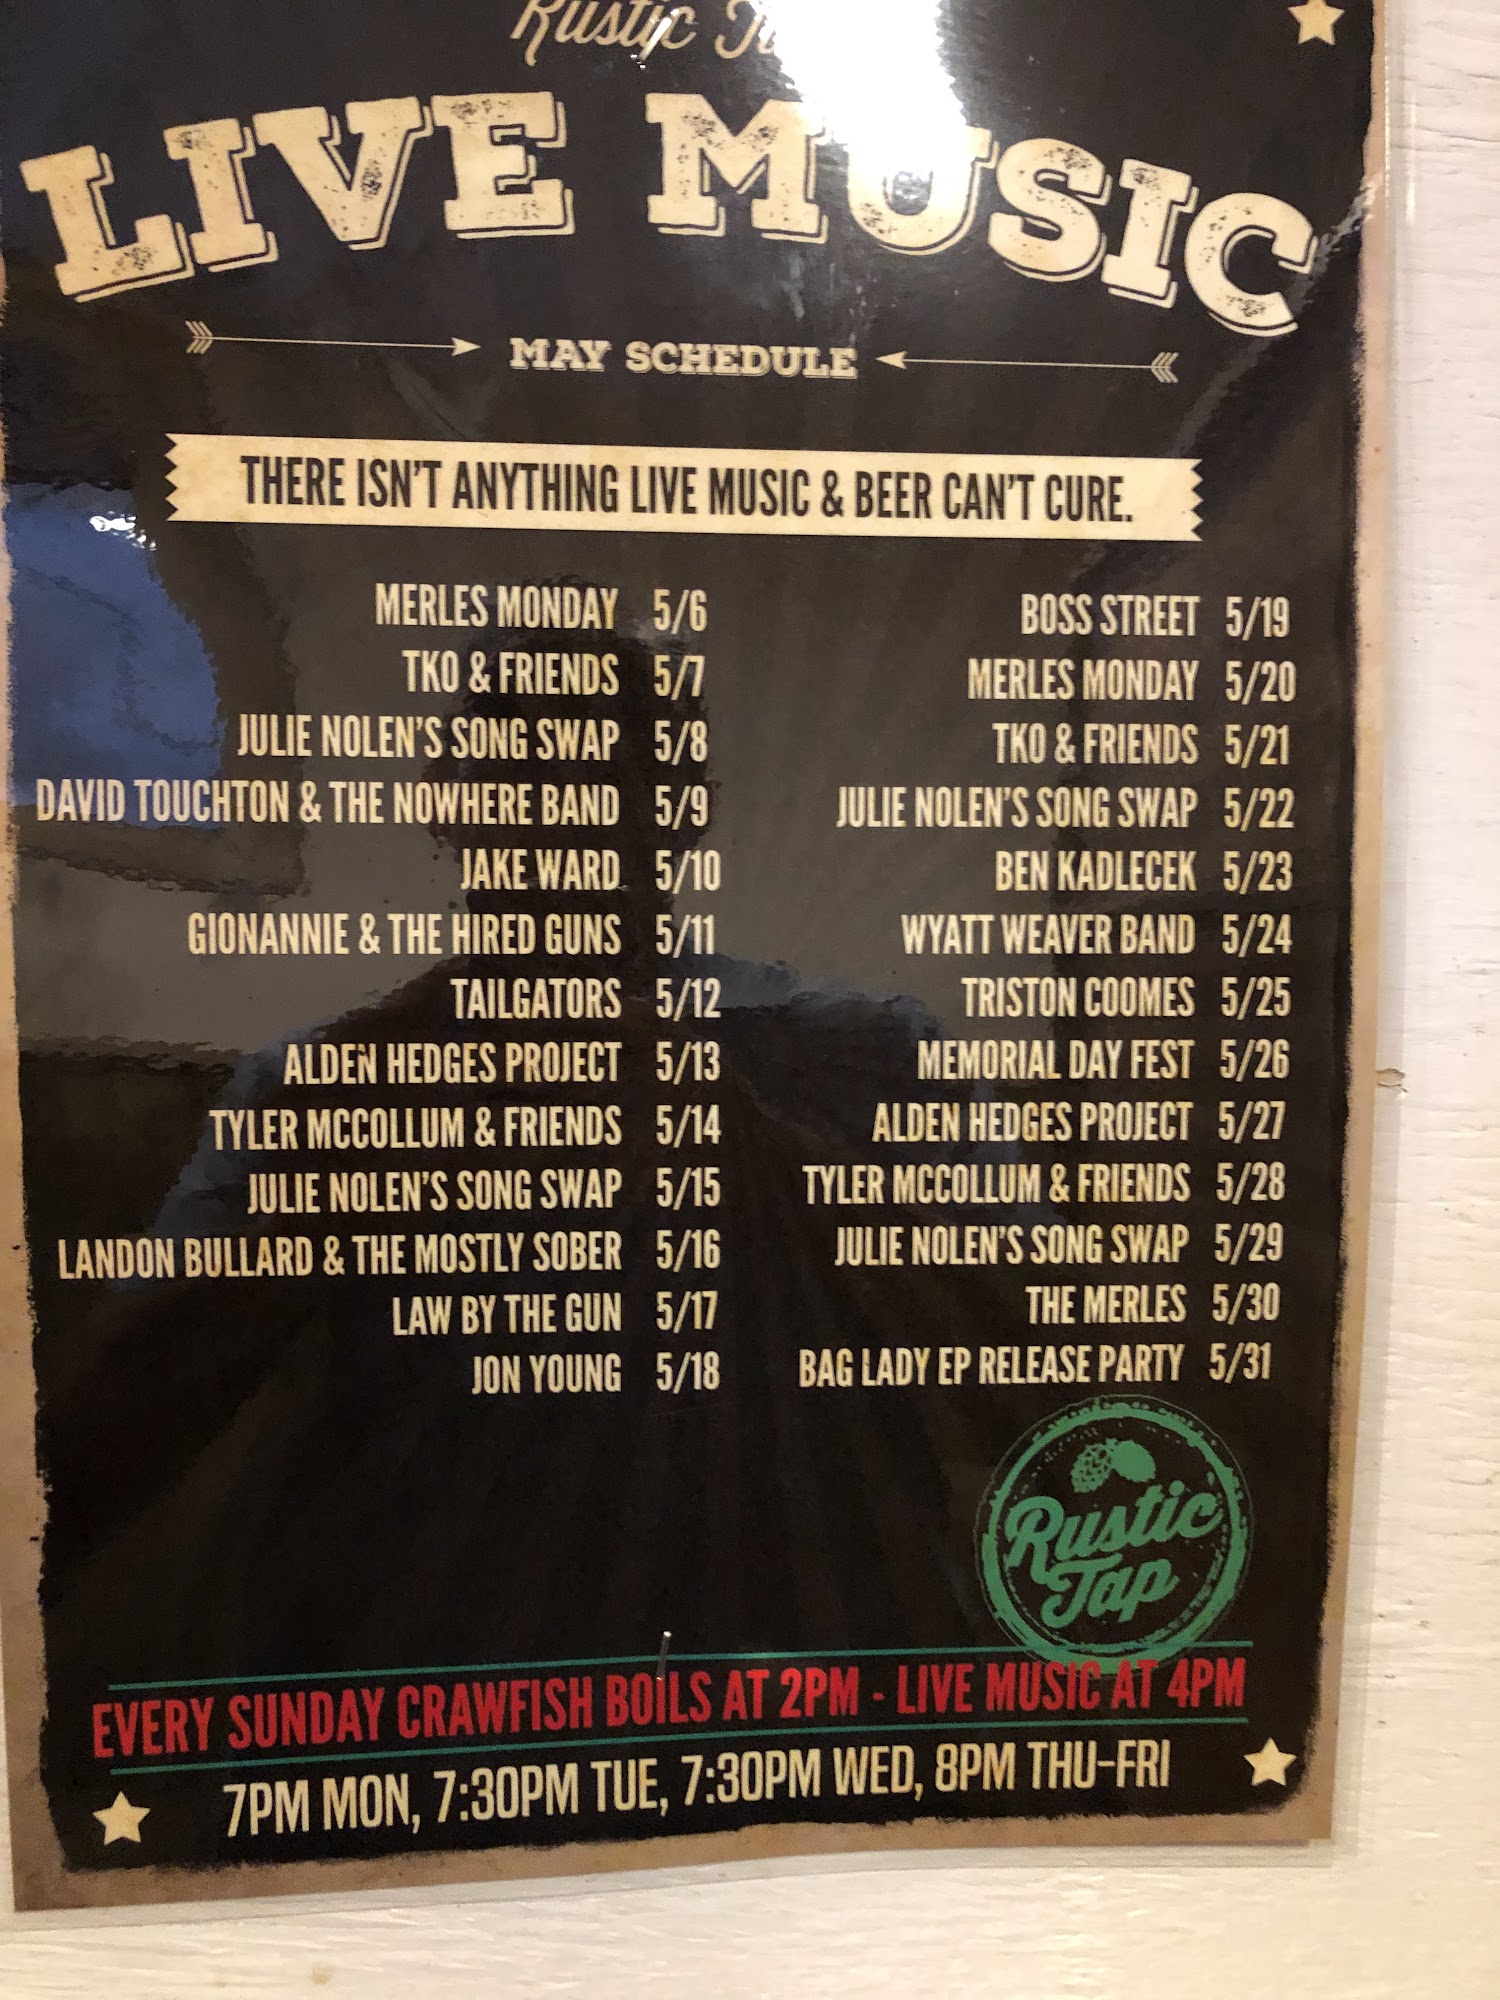 Rustic
LIVE MUSIC
MAY SCHEDULE
THERE ISN'T ANYTHING LIVE MUSIC & BEER CAN'T CURE.
MERLES MONDAY 5/6
TKO & FRIENDS 5/7
JULIE NOLEN'S SONG SWAP 5/8
DAVID TOUCHTON & THE NOWHERE BAND 5/9
JAKE WARD 5/10
GIONANNIE & THE HIRED GUNS 5/11
TAILGATORS 5/12
ALDEN HEDGES PROJECT 5/13
TYLER MCCOLLUM & FRIENDS 5/14
JULIE NOLEN'S SONG SWAP 5/15
LANDON BULLARD & THE MOSTLY SOBER 5/16
LAW BY THE GUN 5/17
JON YOUNG 5/18
BOSS STREET 5/19
MERLES MONDAY 5/20
TKO & FRIENDS 5/21
JULIE NOLEN'S SONG SWAP 5/22
BEN KADLECEK 5/23
WYATT WEAVER BAND 5/24
TRISTON COOMES 5/25
MEMORIAL DAY FEST 5/26
ALDEN HEDGES PROJECT 5/27
TYLER MCCOLLUM & FRIENDS 5/28
JULIE NOLEN'S SONG SWAP 5/29
THE MERLES 5/30
BAG LADY EP RELEASE PARTY 5/31
Rustic
Tap
EVERY SUNDAY CRAWFISH BOILS AT 2PM - LIVE MUSIC AT 4PM
7PM MON, 7:30PM TUE, 7:30PM WED, 8PM THU-FRI